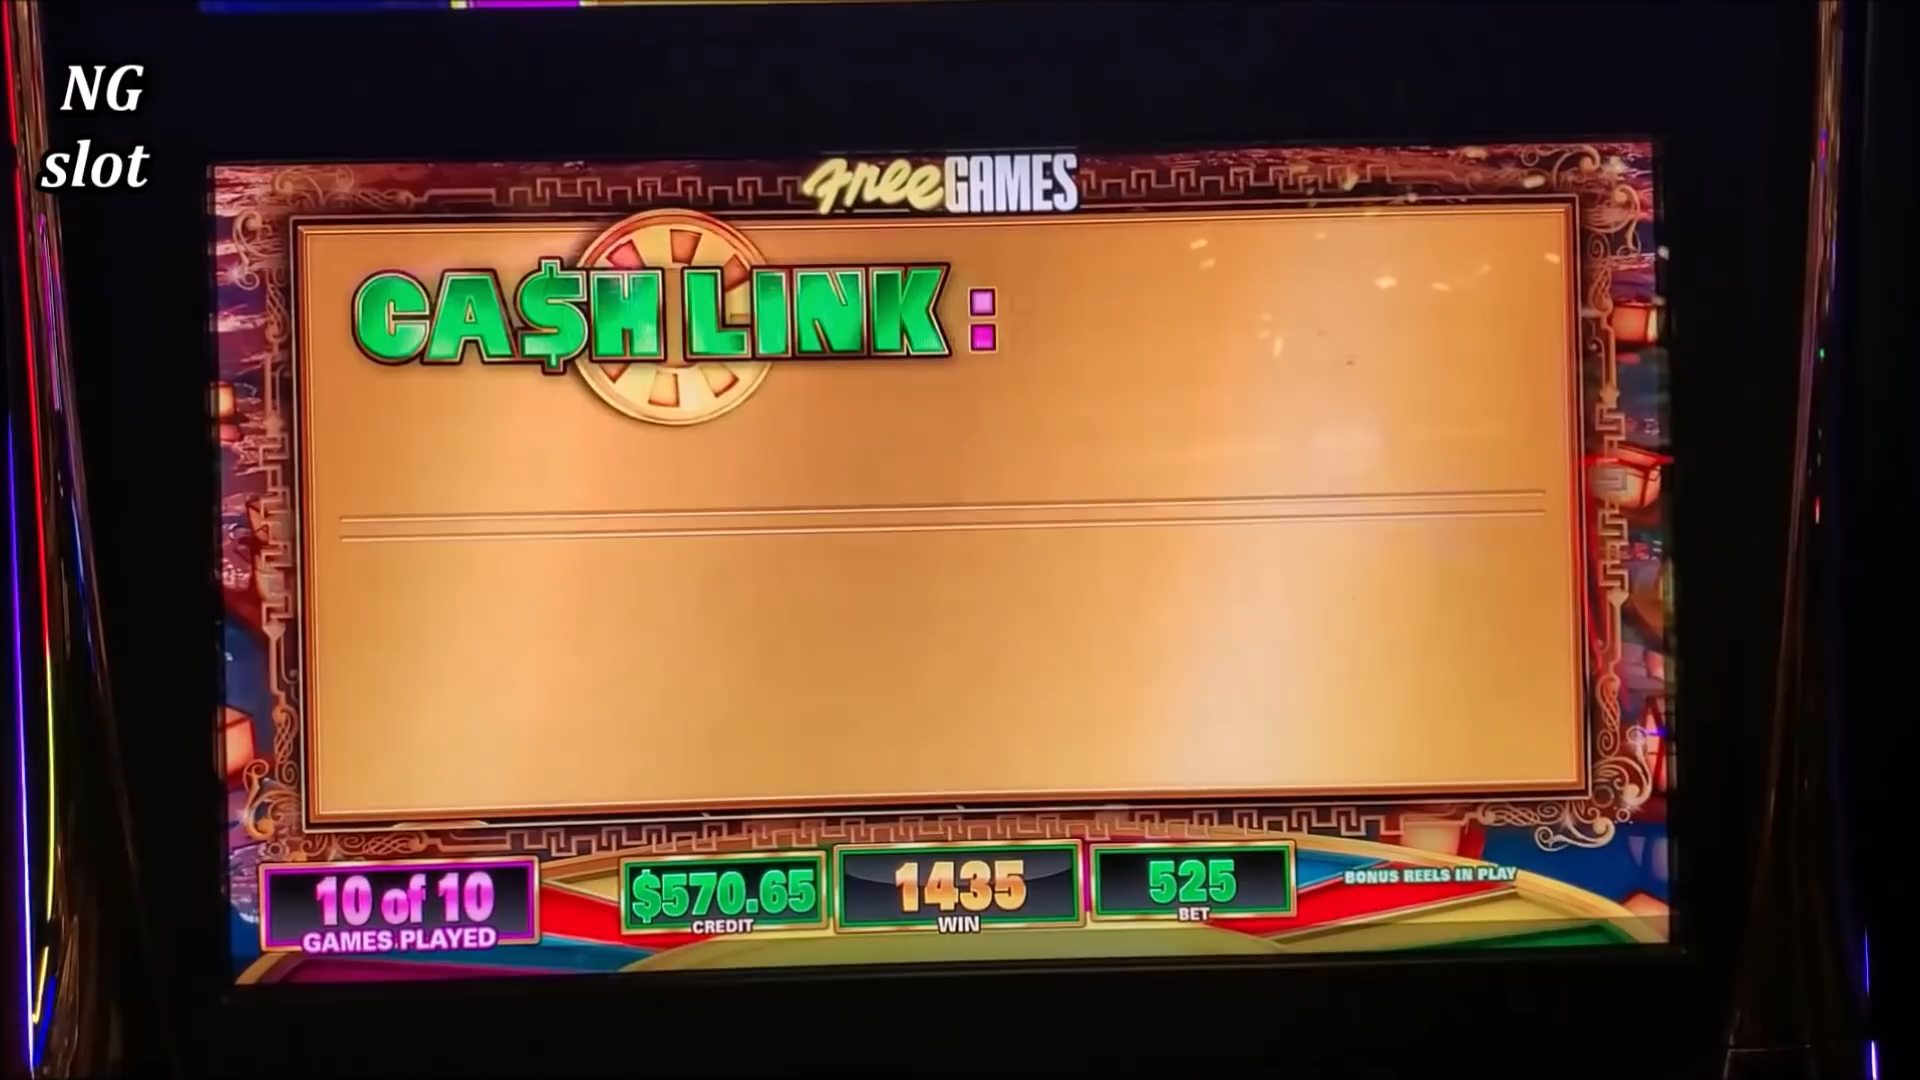 NG
slot
Free GAMES
CA$H LINK:
10 of 10
GAMES PLAYED
$570.65
CREDIT
1435
WIN
525
BET
BONUS REELS IN PLAY